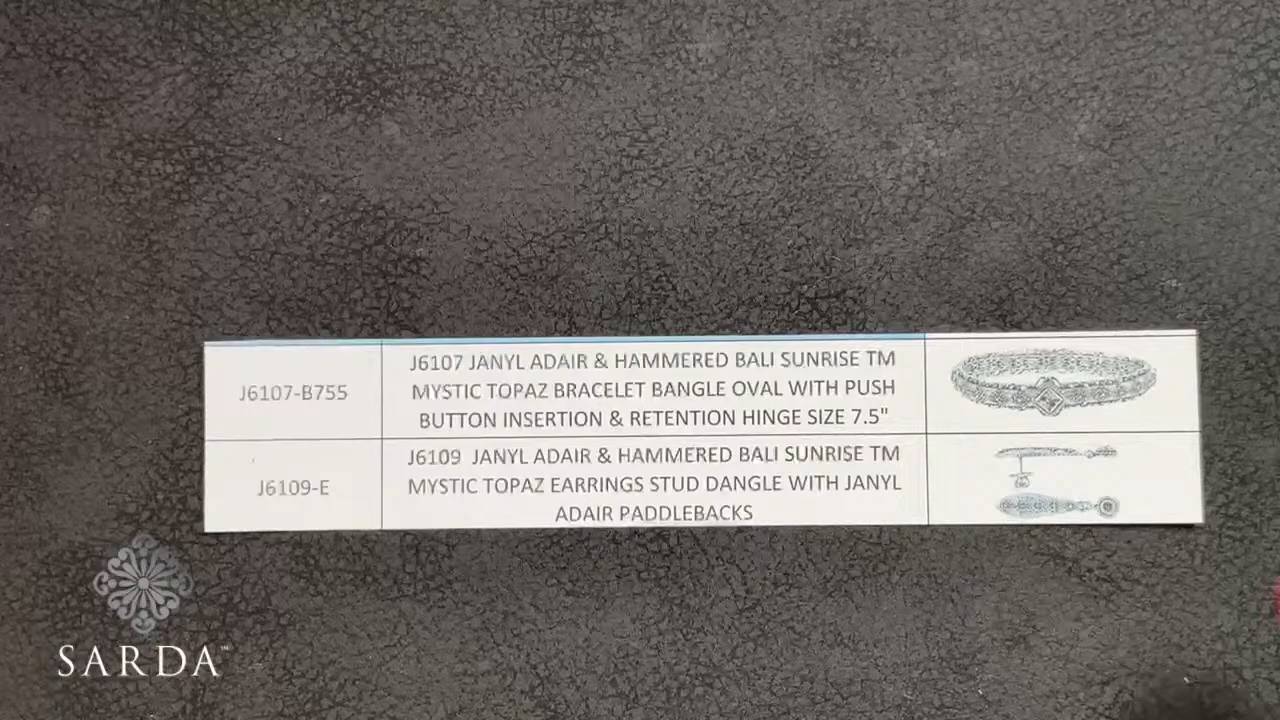 J6107-B755
J6107 JANYL ADAIR & HAMMERED BALI SUNRISE TM
MYSTIC TOPAZ BRACELET BANGLE OVAL WITH PUSH
BUTTON INSERTION & RETENTION HINGE SIZE 7.5"
J6109-E
J6109 JANYL ADAIR & HAMMERED BALI SUNRISE TM
MYSTIC TOPAZ EARRINGS STUD DANGLE WITH JANYL
ADAIR PADDLEBACKS
SARDA™